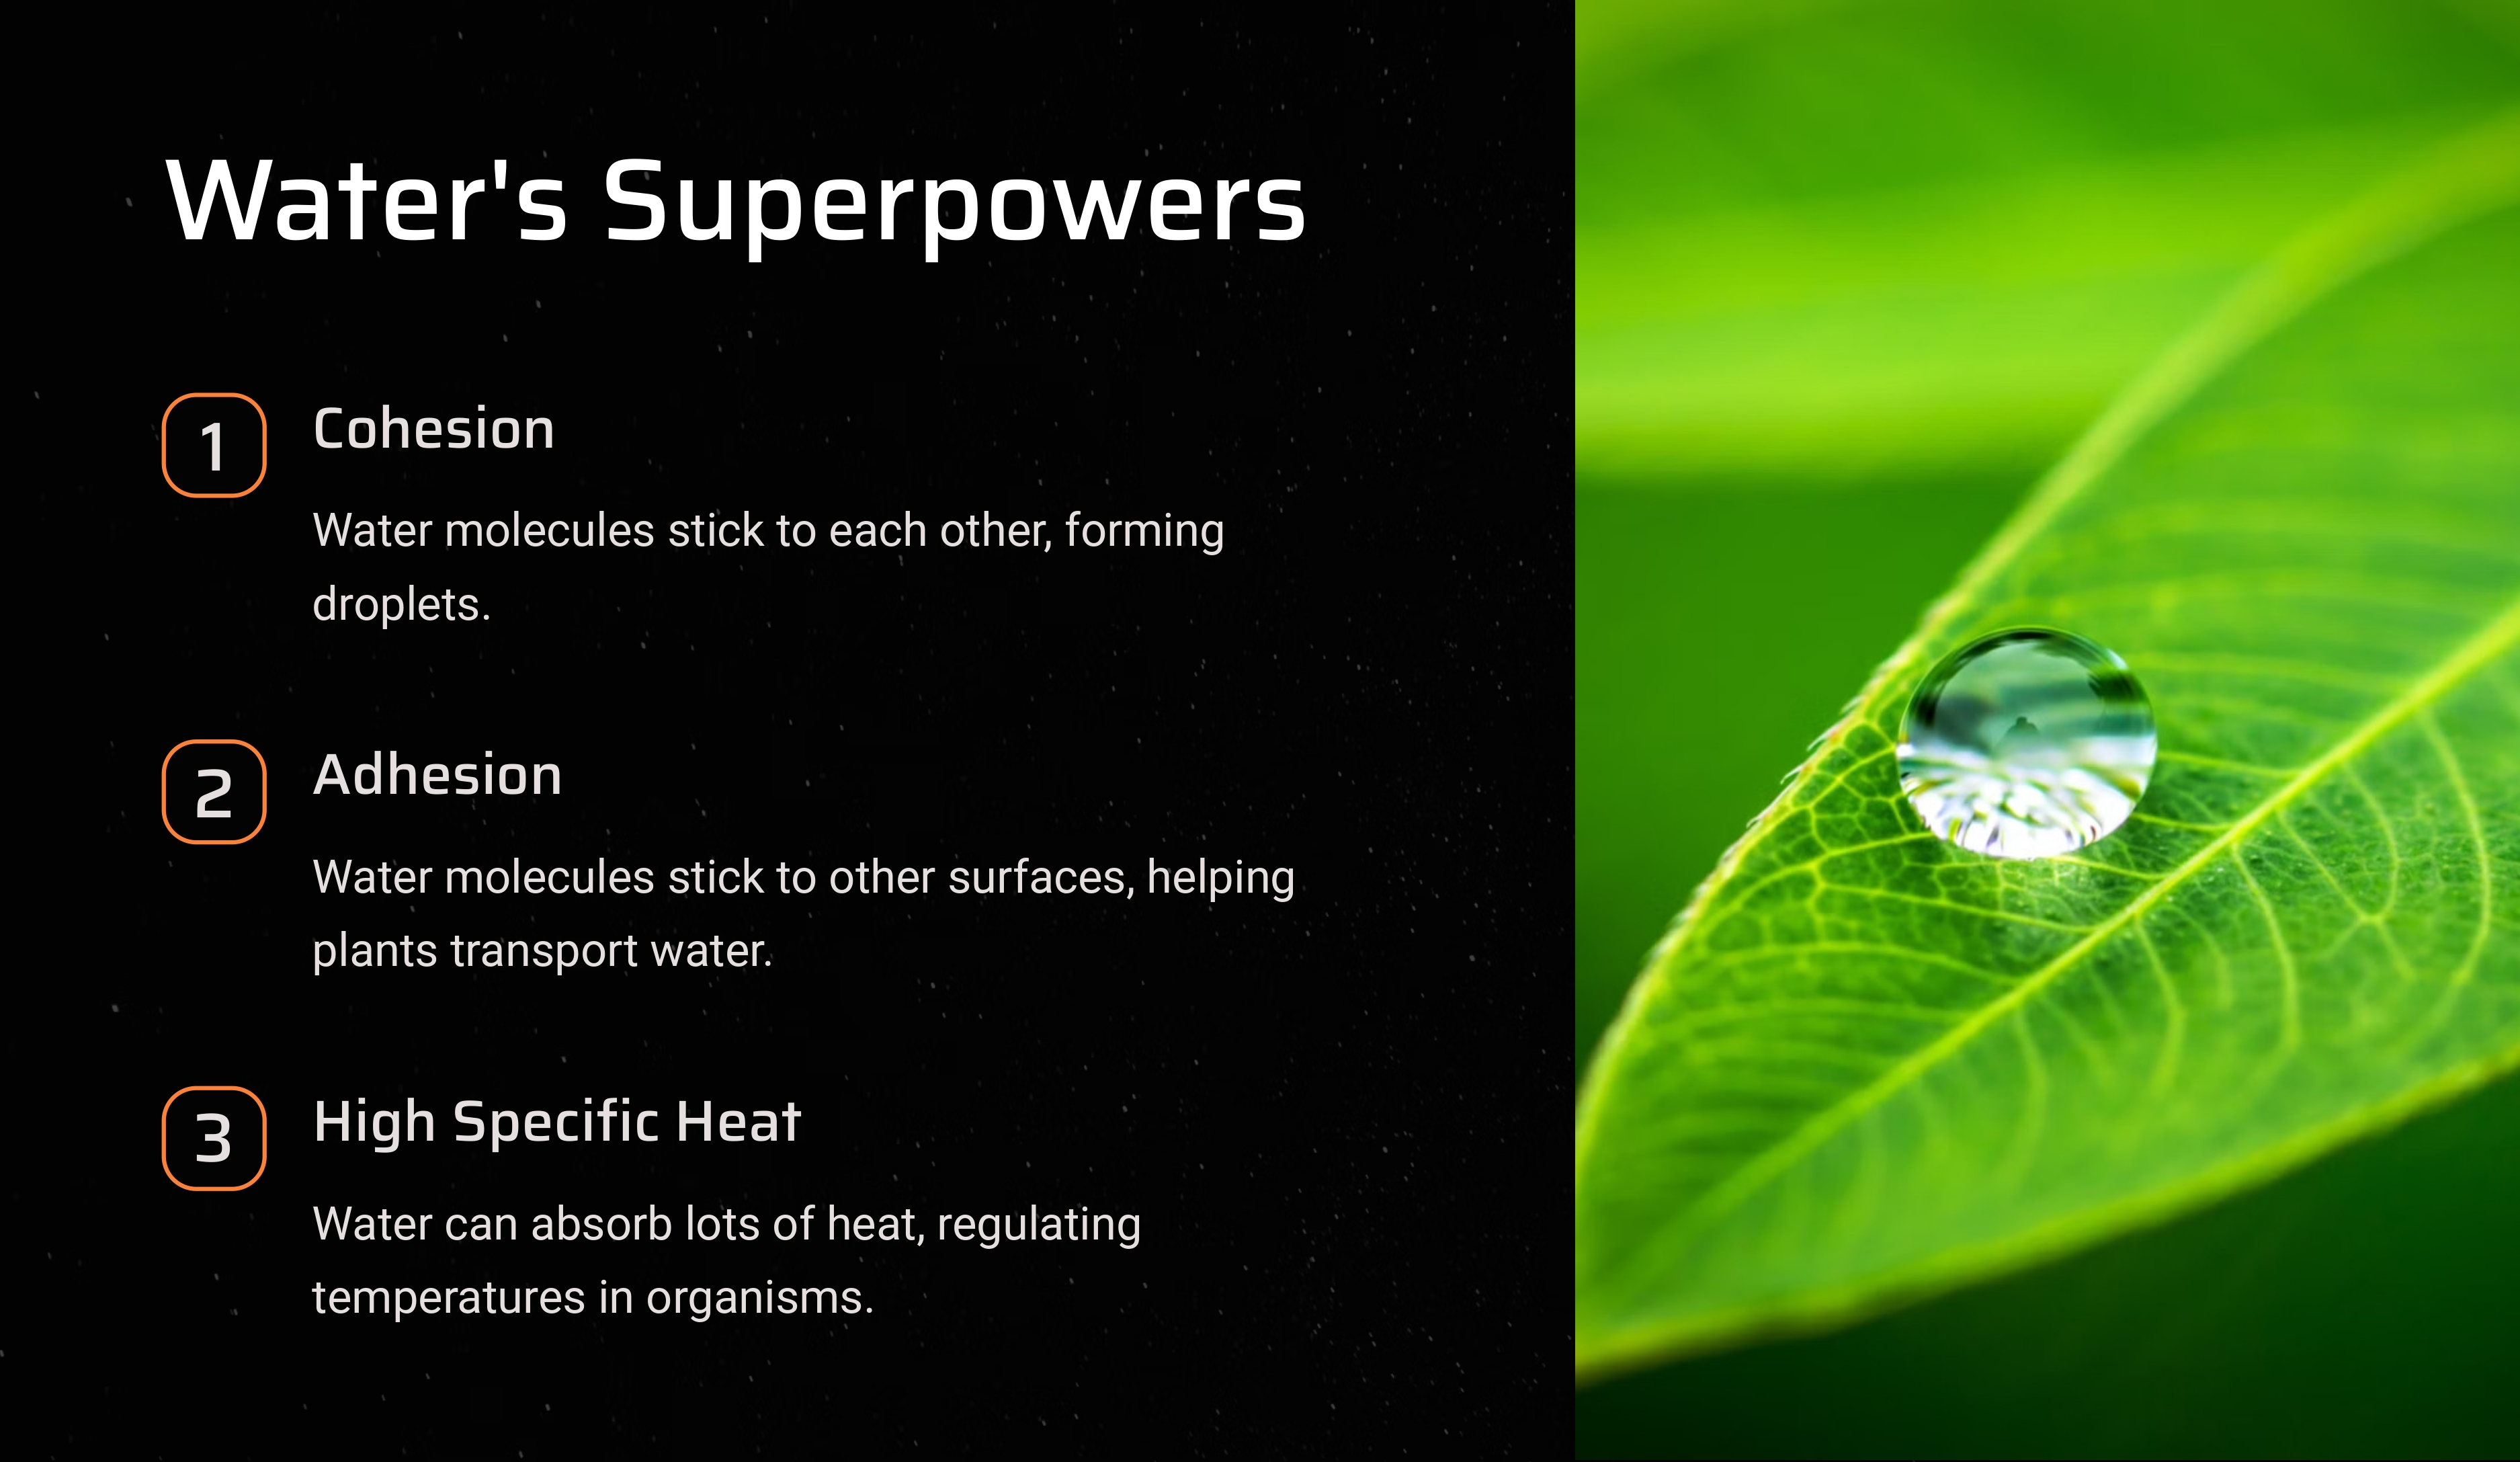 Water's Superpowers
1
Cohesion
Water molecules stick to each other, forming
droplets.
2
Adhesion
Water molecules stick to other surfaces, helping
plants transport water.
3
High Specific Heat
Water can absorb lots of heat, regulating
temperatures in organisms.